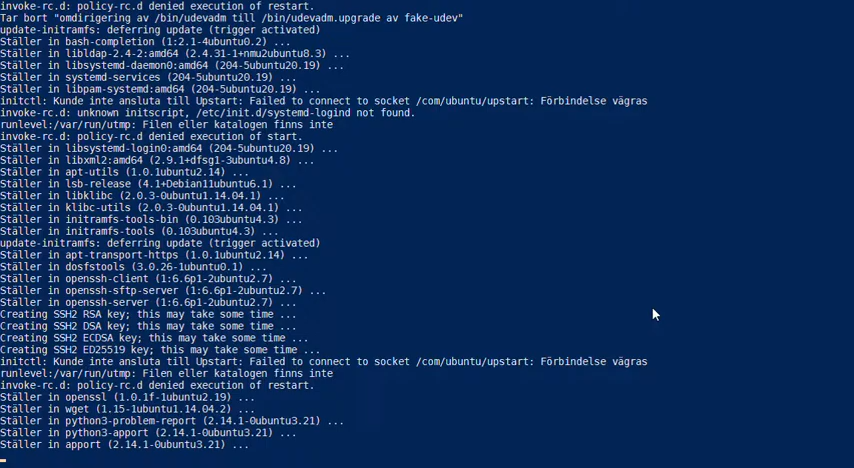 invoke-rc.d: policy-rc.d denied execution of restart.
Tar bort "omdirigering av /bin/udevadm till /bin/udevadm.upgrade av fake-udev"
update-initramfs: deferring update (trigger activated)
Ställer in bash-completion (1:2.1-4ubuntu0.2) ...
Ställer in libldap-2.4-2:amd64 (2.4.31-1+nmu2ubuntu8.3) ...
Ställer in libsystemd-daemon0:amd64 (204-5ubuntu20.19) ...
Ställer in systemd-services (204-5ubuntu20.19) ...
Ställer in libpam-systemd:amd64 (204-5ubuntu20.19) ...
initctl: Kunde inte ansluta till Upstart: Failed to connect to socket /com/ubuntu/upstart: Förbindelse vägras
invoke-rc.d: unknown initscript, /etc/init.d/systemd-logind not found.
runlevel:/var/run/utmp: Filen eller katalogen finns inte
invoke-rc.d: policy-rc.d denied execution of start.
Ställer in libsystemd-login0:amd64 (204-5ubuntu20.19) ...
Ställer in libxml2:amd64 (2.9.1+dfsg1-3ubuntu4.8) ...
Ställer in apt-utils (1.0.1ubuntu2.14) ...
Ställer in lsb-release (4.1+Debian11ubuntu6.1) ...
Ställer in libklibc (2.0.3-0ubuntu1.14.04.1) ...
Ställer in klibc-utils (2.0.3-0ubuntu1.14.04.1) ...
Ställer in initramfs-tools-bin (0.103ubuntu4.3) ...
Ställer in initramfs-tools (0.103ubuntu4.3) ...
update-initramfs: deferring update (trigger activated)
Ställer in apt-transport-https (1.0.1ubuntu2.14) ...
Ställer in dosfstools (3.0.26-1ubuntu0.1) ...
Ställer in openssh-client (1:6.6p1-2ubuntu2.7) ...
Ställer in openssh-sftp-server (1:6.6p1-2ubuntu2.7) ...
Ställer in openssh-server (1:6.6p1-2ubuntu2.7) ...
Creating SSH2 RSA key; this may take some time ...
Creating SSH2 DSA key; this may take some time ...
Creating SSH2 ECDSA key; this may take some time ...
Creating SSH2 ED25519 key; this may take some time ...
initctl: Kunde inte ansluta till Upstart: Failed to connect to socket /com/ubuntu/upstart: Förbindelse vägras
runlevel:/var/run/utmp: Filen eller katalogen finns inte
invoke-rc.d: policy-rc.d denied execution of restart.
Ställer in openssl (1.0.1f-1ubuntu2.19) ...
Ställer in wget (1.15-1ubuntu1.14.04.2) ...
Ställer in python3-problem-report (2.14.1-0ubuntu3.21) ...
Ställer in python3-apport (2.14.1-0ubuntu3.21) ...
Ställer in apport (2.14.1-0ubuntu3.21) ...